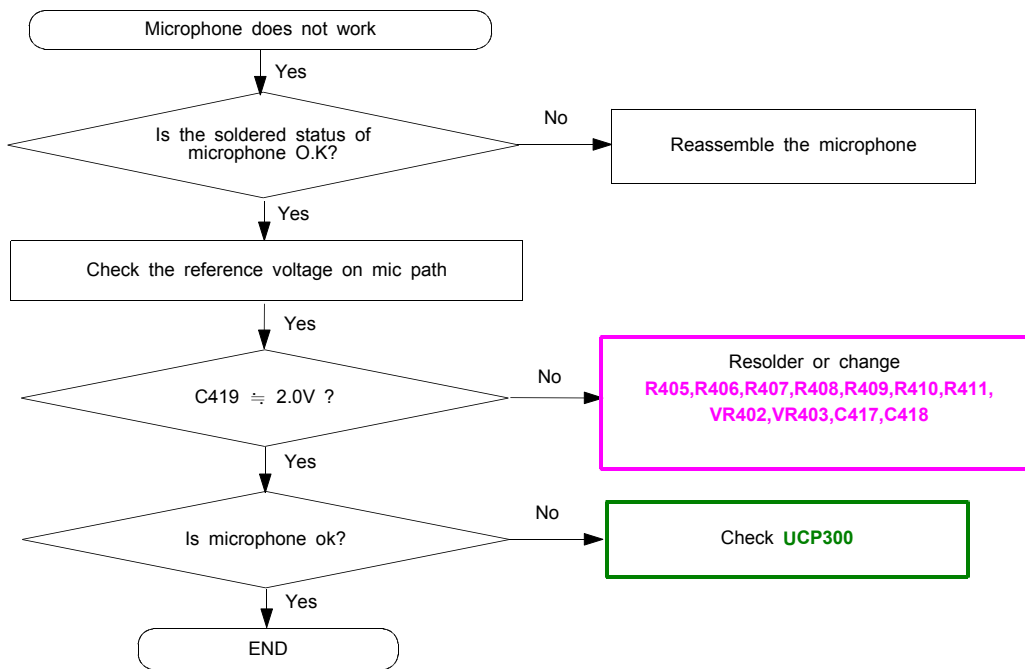 Microphone does not work
Yes
Is the soldered status of
microphone O.K?
No
Reassemble the microphone
Yes
Check the reference voltage on mic path
Yes
C419 ≒ 2.0V ?
No
Resolder or change
R405,R406,R407,R408,R409,R410,R411,
VR402,VR403,C417,C418
Yes
Is microphone ok?
No
Check UCP300
Yes
END